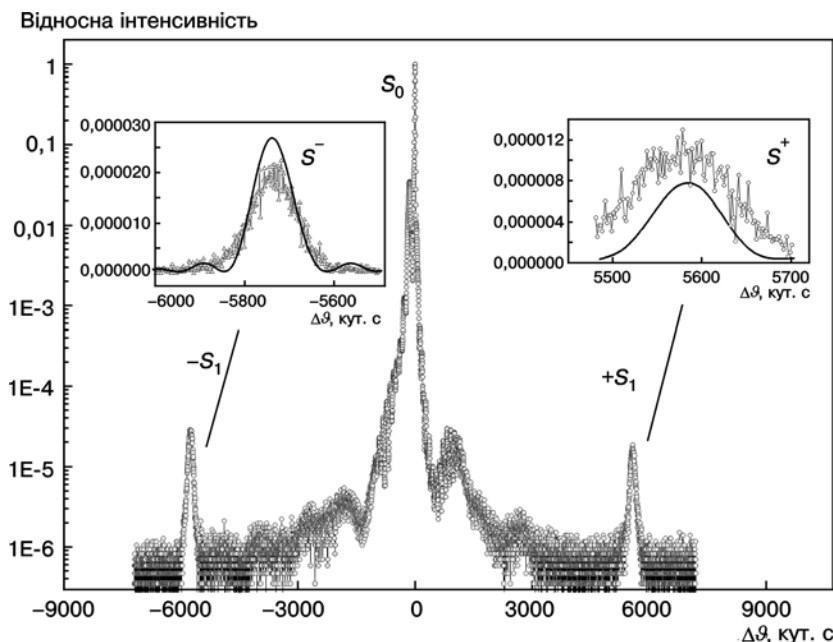 Відносна інтенсивність
1
0,1
0,01
1E-3
1E-4
1E-5
1E-6
−9000
−6000
−3000
0
3000
6000
9000
Δϑ, кут. с
S₀
−S₁
+S₁
0,000030
0,000020
0,000010
0,000000
S⁻
−6000
−5800
−5600
Δϑ, кут. с
0,000012
0,000008
0,000004
0,000000
S⁺
5500
5600
5700
Δϑ, кут. с